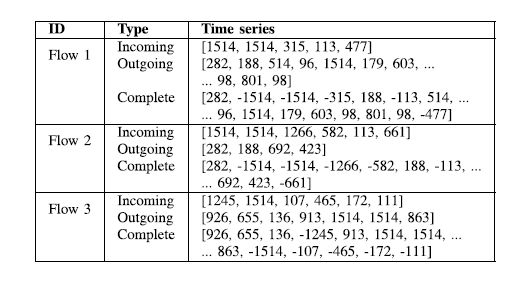 ID Type Time series
Flow 1 Incoming [1514, 1514, 315, 113, 477]
Outgoing [282, 188, 514, 96, 1514, 179, 603, ...
... 98, 801, 98]
Complete [282, -1514, -1514, -315, 188, -113, 514, ...
... 96, 1514, 179, 603, 98, 801, 98, -477]
Flow 2 Incoming [1514, 1514, 1266, 582, 113, 661]
Outgoing [282, 188, 692, 423]
Complete [282, -1514, -1514, -1266, -582, 188, -113, ...
... 692, 423, -661]
Flow 3 Incoming [1245, 1514, 107, 465, 172, 111]
Outgoing [926, 655, 136, 913, 1514, 1514, 863]
Complete [926, 655, 136, -1245, 913, 1514, 1514, ...
... 863, -1514, -107, -465, -172, -111]